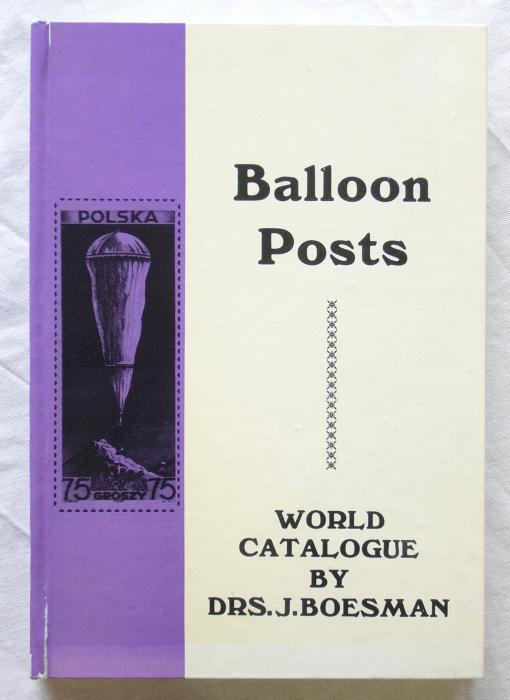 Balloon
Posts
POLSKA
75 GROSZY 75
WORLD
CATALOGUE
BY
DRS. J. BOESMAN